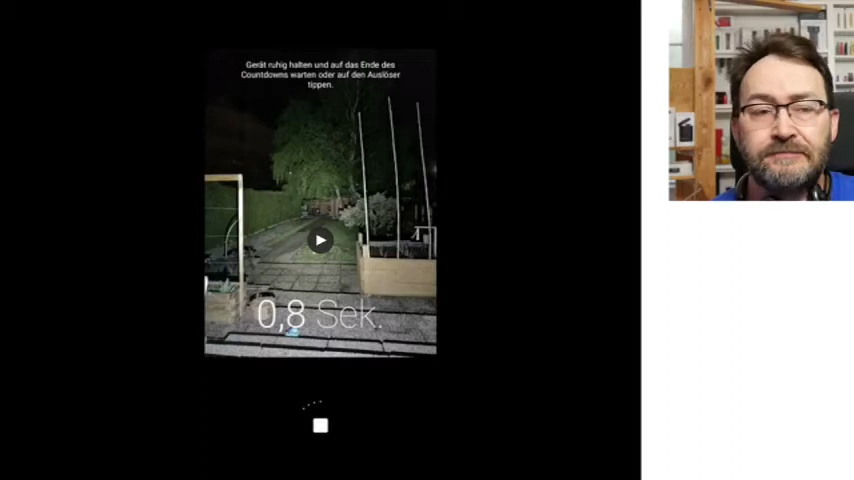 Gerät ruhig halten und auf das Ende des
Countdowns warten oder auf den Auslöser
tippen.
0,8 Sek.